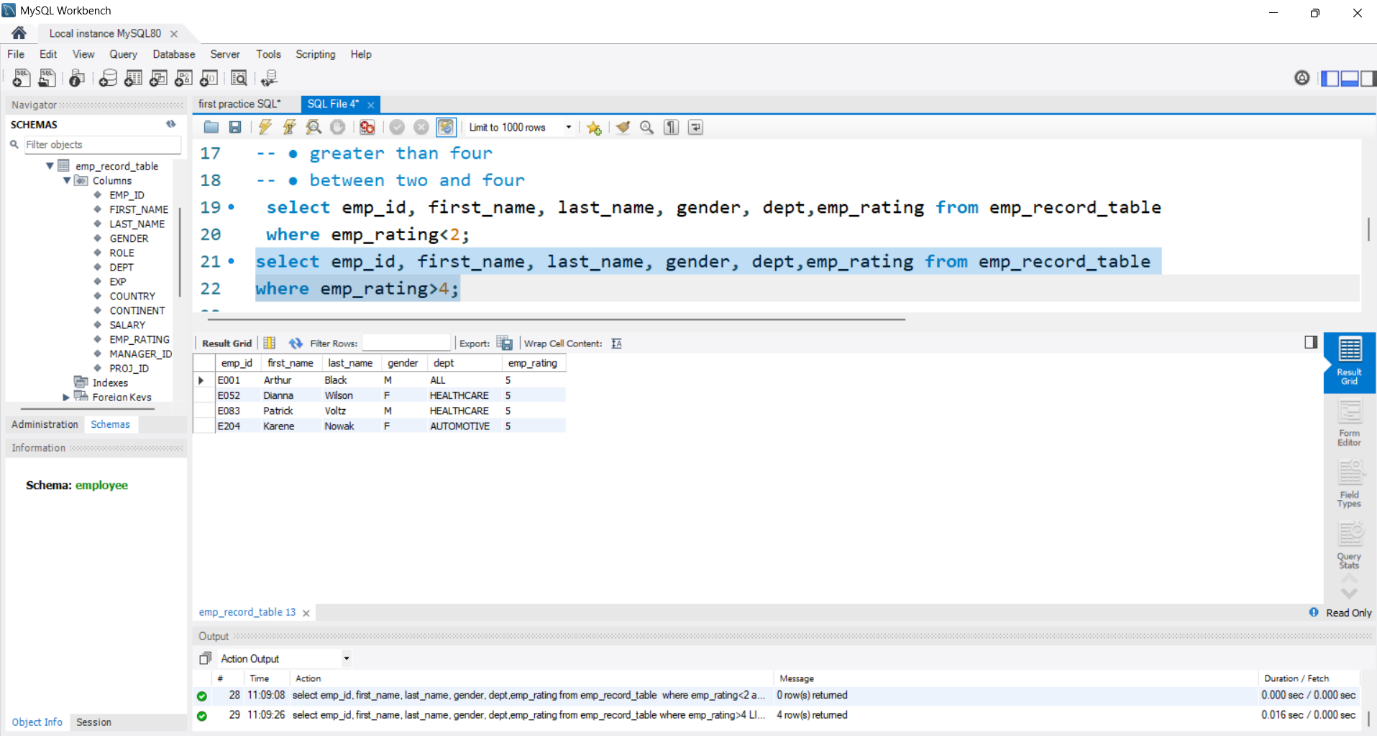 MySQL Workbench
Local instance MySQL80
File Edit View Query Database Server Tools Scripting Help
Navigator
SCHEMAS
Filter objects
emp_record_table
Columns
EMP_ID
FIRST_NAME
LAST_NAME
GENDER
ROLE
DEPT
EXP
COUNTRY
CONTINENT
SALARY
EMP_RATING
MANAGER_ID
PROJ_ID
Indexes
Foreign Keys
Administration Schemas
Information
Schema: employee
Object Info Session
first practice SQL* SQL File 4*
Limit to 1000 rows
17 -- ● greater than four
18 -- ● between two and four
19 select emp_id, first_name, last_name, gender, dept,emp_rating from emp_record_table
20 where emp_rating<2;
21 select emp_id, first_name, last_name, gender, dept,emp_rating from emp_record_table
22 where emp_rating>4;
Result Grid Filter Rows: Export: Wrap Cell Content:
emp_id first_name last_name gender dept emp_rating
E001 Arthur Black M ALL 5
E052 Dianna Wilson F HEALTHCARE 5
E083 Patrick Voltz M HEALTHCARE 5
E204 Karene Nowak F AUTOMOTIVE 5
Result
Grid
Form
Editor
Field
Types
Query
Stats
emp_record_table 13
Read Only
Output
Action Output
# Time Action Message Duration / Fetch
28 11:09:08 select emp_id, first_name, last_name, gender, dept,emp_rating from emp_record_table where emp_rating<2 a... 0 row(s) returned 0.000 sec / 0.000 sec
29 11:09:26 select emp_id, first_name, last_name, gender, dept,emp_rating from emp_record_table where emp_rating>4 LI... 4 row(s) returned 0.016 sec / 0.000 sec